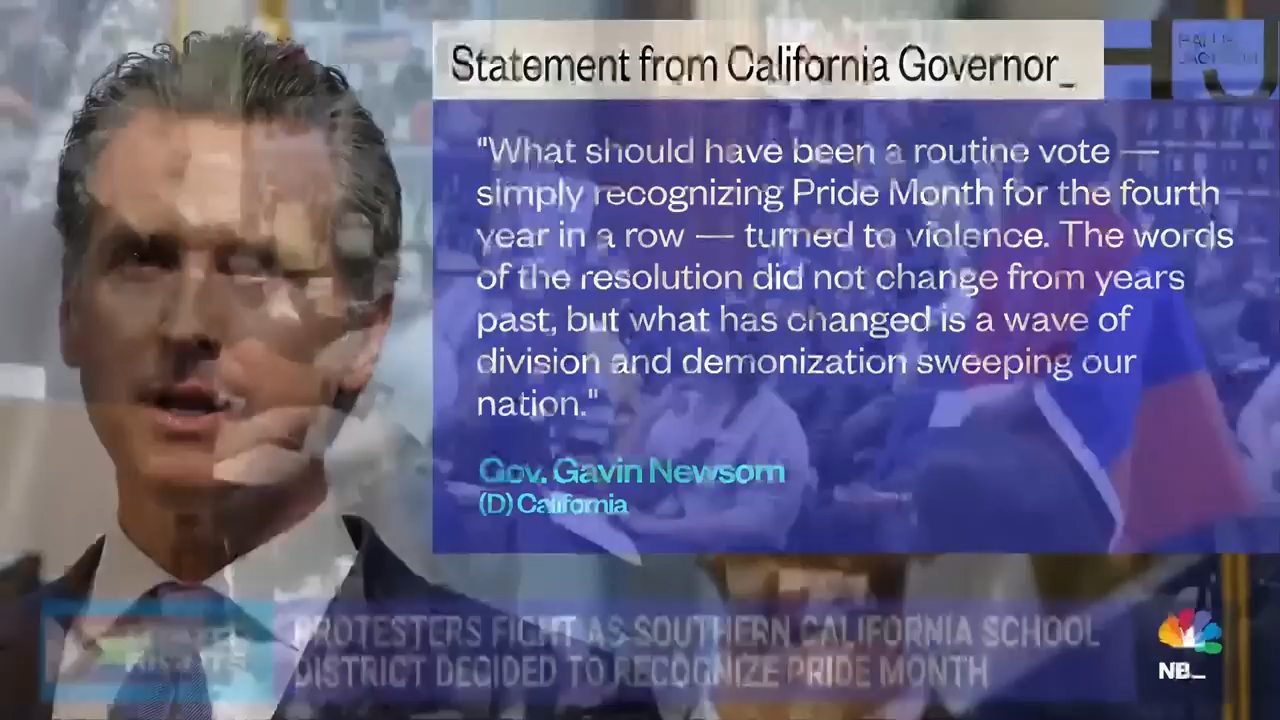 Statement from California Governor_
HALLIE
JACKSON
"What should have been a routine vote —
simply recognizing Pride Month for the fourth
year in a row — turned to violence. The words
of the resolution did not change from years
past, but what has changed is a wave of
division and demonization sweeping our
nation."
Gov. Gavin Newsom
(D) California
RIGHTS
PROTESTERS FIGHT AS SOUTHERN CALIFORNIA SCHOOL
DISTRICT DECIDED TO RECOGNIZE PRIDE MONTH
NB_